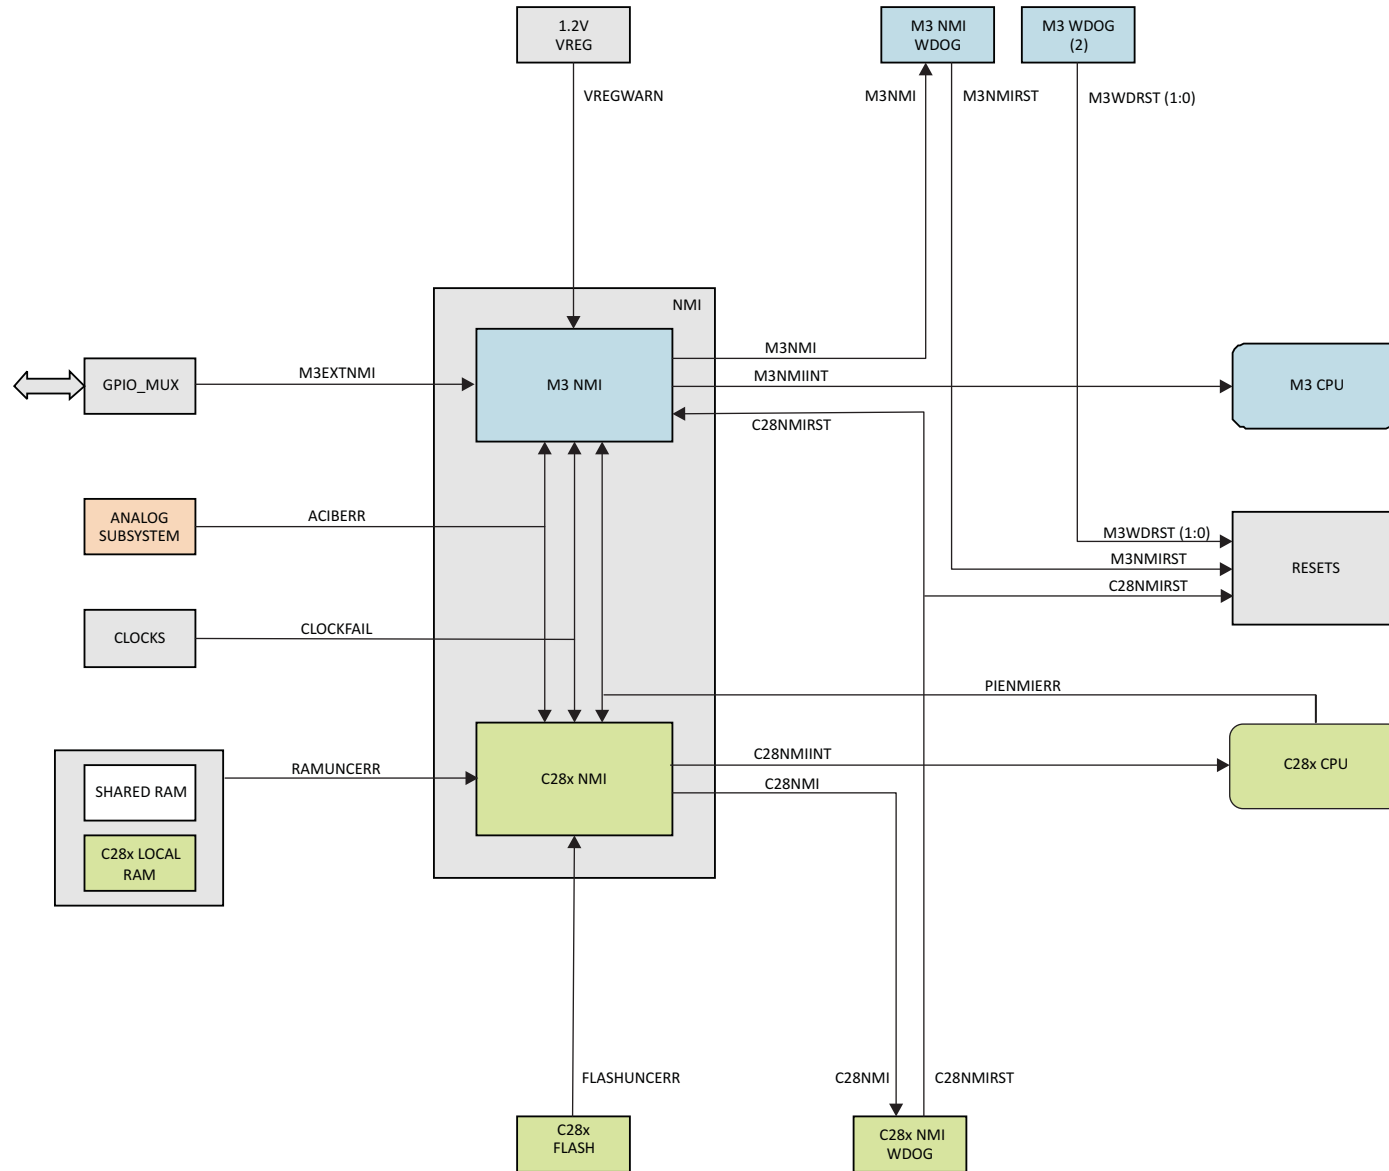 1.2V
VREG
M3 NMI
WDOG
M3 WDOG
(2)
VREGWARN
M3NMI
M3NMIRST
M3WDRST (1:0)
NMI
M3 NMI
M3NMI
M3NMIINT
C28NMIRST
GPIO_MUX
M3EXTNMI
M3 CPU
ANALOG
SUBSYSTEM
ACIBERR
M3WDRST (1:0)
M3NMIRST
C28NMIRST
RESETS
CLOCKS
CLOCKFAIL
PIENMIERR
SHARED RAM
C28x LOCAL
RAM
RAMUNCERR
C28x NMI
C28NMIINT
C28NMI
C28x CPU
FLASHUNCERR
C28NMI
C28NMIRST
C28x
FLASH
C28x NMI
WDOG